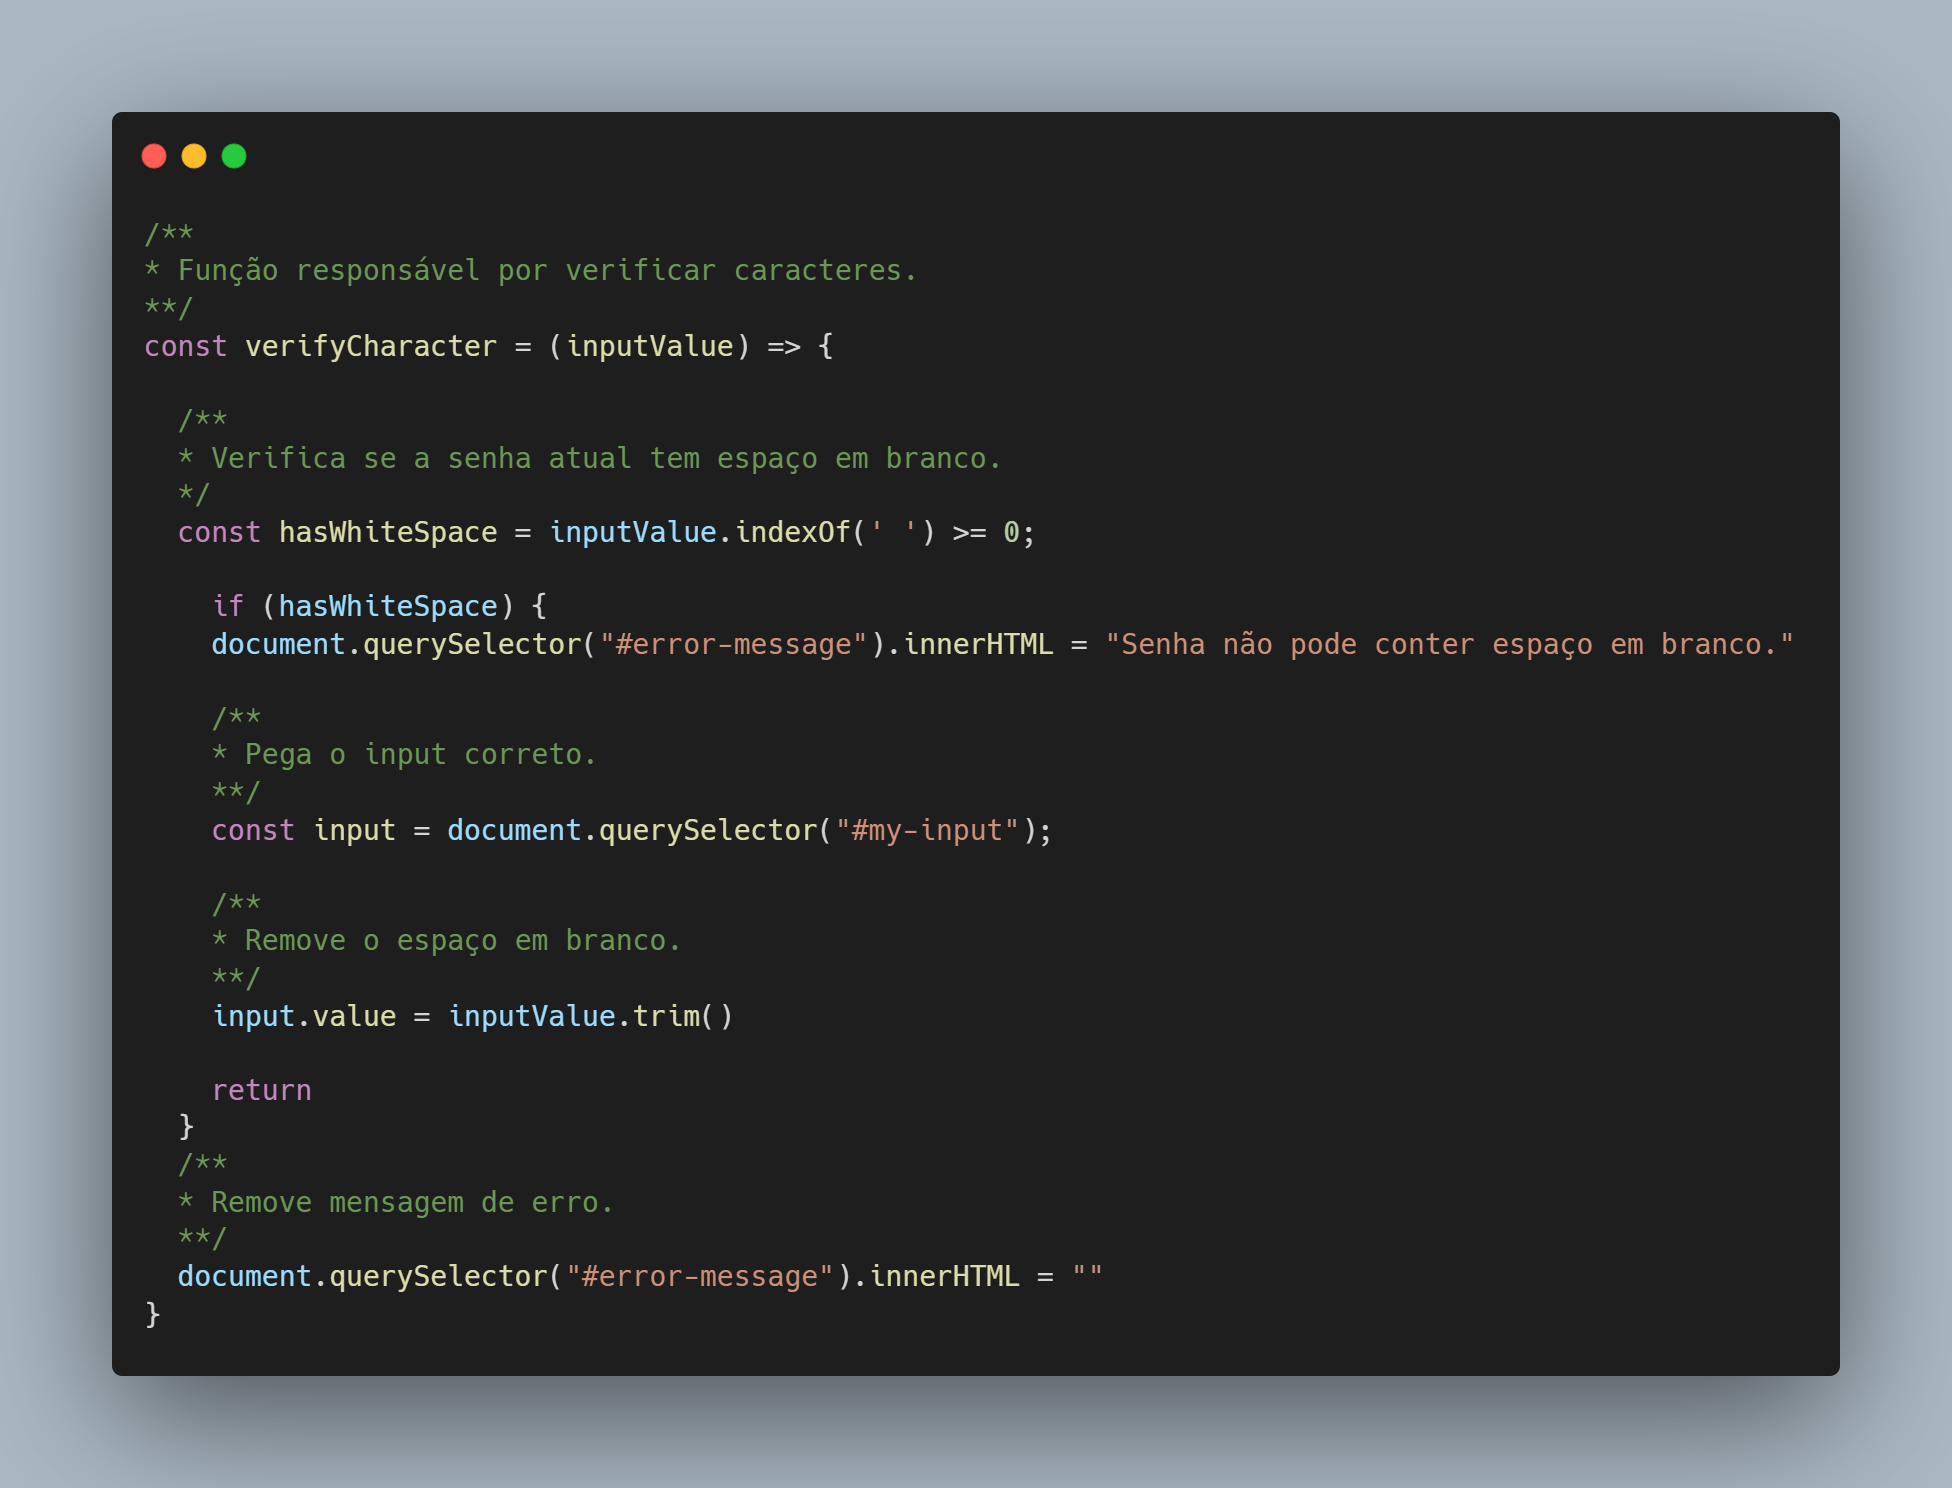 /**
* Função responsável por verificar caracteres.
**/
const verifyCharacter = (inputValue) => {
/**
* Verifica se a senha atual tem espaço em branco.
*/
const hasWhiteSpace = inputValue.indexOf(' ') >= 0;
if (hasWhiteSpace) {
document.querySelector("#error-message").innerHTML = "Senha não pode conter espaço em branco."
/**
* Pega o input correto.
**/
const input = document.querySelector("#my-input");
/**
* Remove o espaço em branco.
**/
input.value = inputValue.trim()
return
}
/**
* Remove mensagem de erro.
**/
document.querySelector("#error-message").innerHTML = ""
}